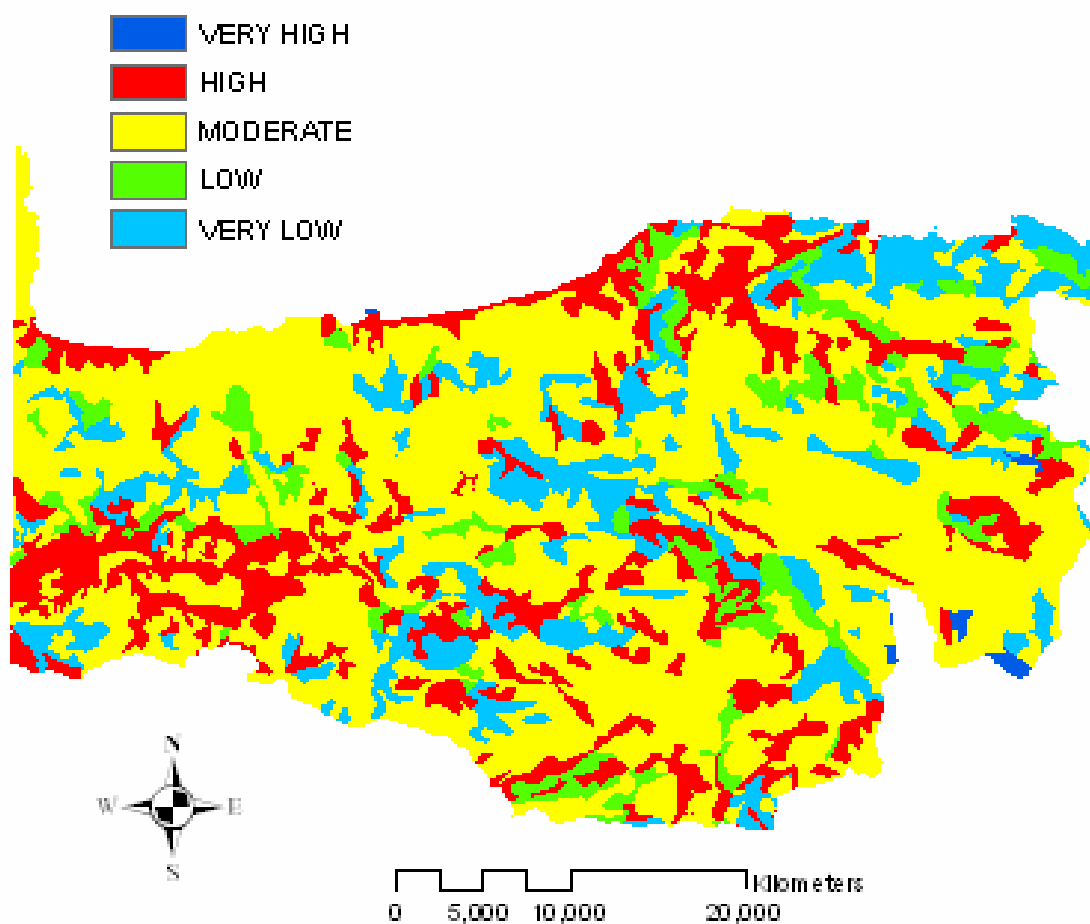 VERY HIGH
HIGH
MODERATE
LOW
VERY LOW
N
W E
S
Kilometers
0 5,000 10,000 20,000